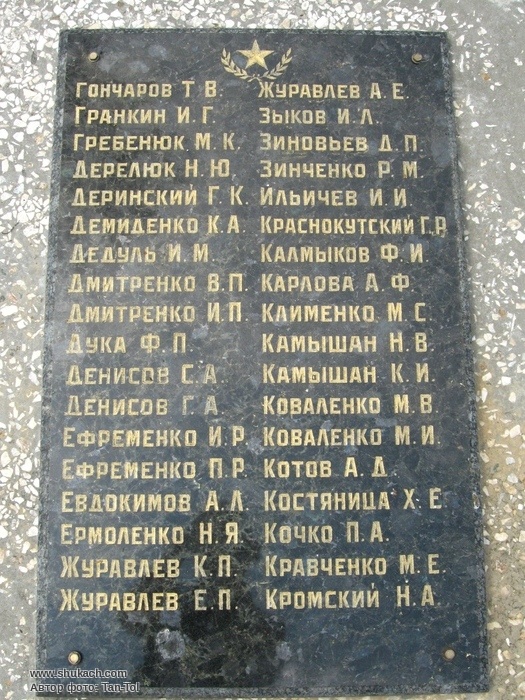 Гончаров Т. В.
Гранкин И. Г.
Гребенюк М. К.
Дерелюк Н. Ю.
Деринский Г. К.
Демиденко К. А.
Дедуль И. М.
Дмитренко В. П.
Дмитренко И. П.
Дука Ф. П.
Денисов С. А.
Денисов Г. А.
Ефременко И. Р.
Ефременко П. Р.
Евдокимов А. Л.
Ермоленко Н. Я.
Журавлев К. П.
Журавлев Е. П.
Журавлев А. Е.
Зыков И. Л.
Зиновьев Д. П.
Зинченко Р. М.
Ильичев И. И.
Краснокутский Г. Р.
Калмыков Ф. И
Карлова А. Ф.
Клименко М. С.
Камышан Н. В.
Камышан К. И.
Коваленко М. В.
Коваленко М. И.
Котов А. Д.
Костяница Х. Е.
Кочко П. А.
Кравченко М. Е.
Кромский Н. А.
www.shukach.com
Автор фото: Tan-Tol